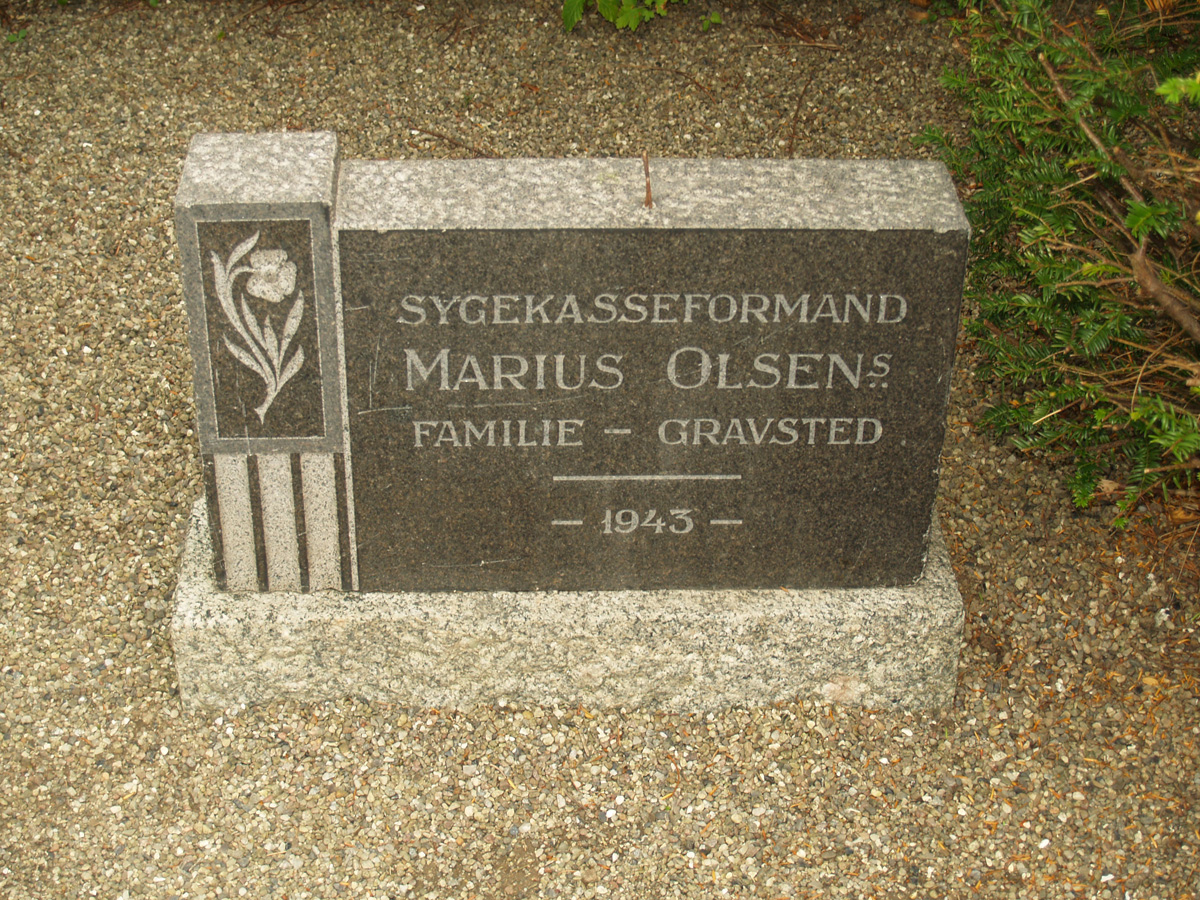 SYGEKASSEFORMAND
MARIUS OLSENS
FAMILIE – GRAVSTED
– 1943 –